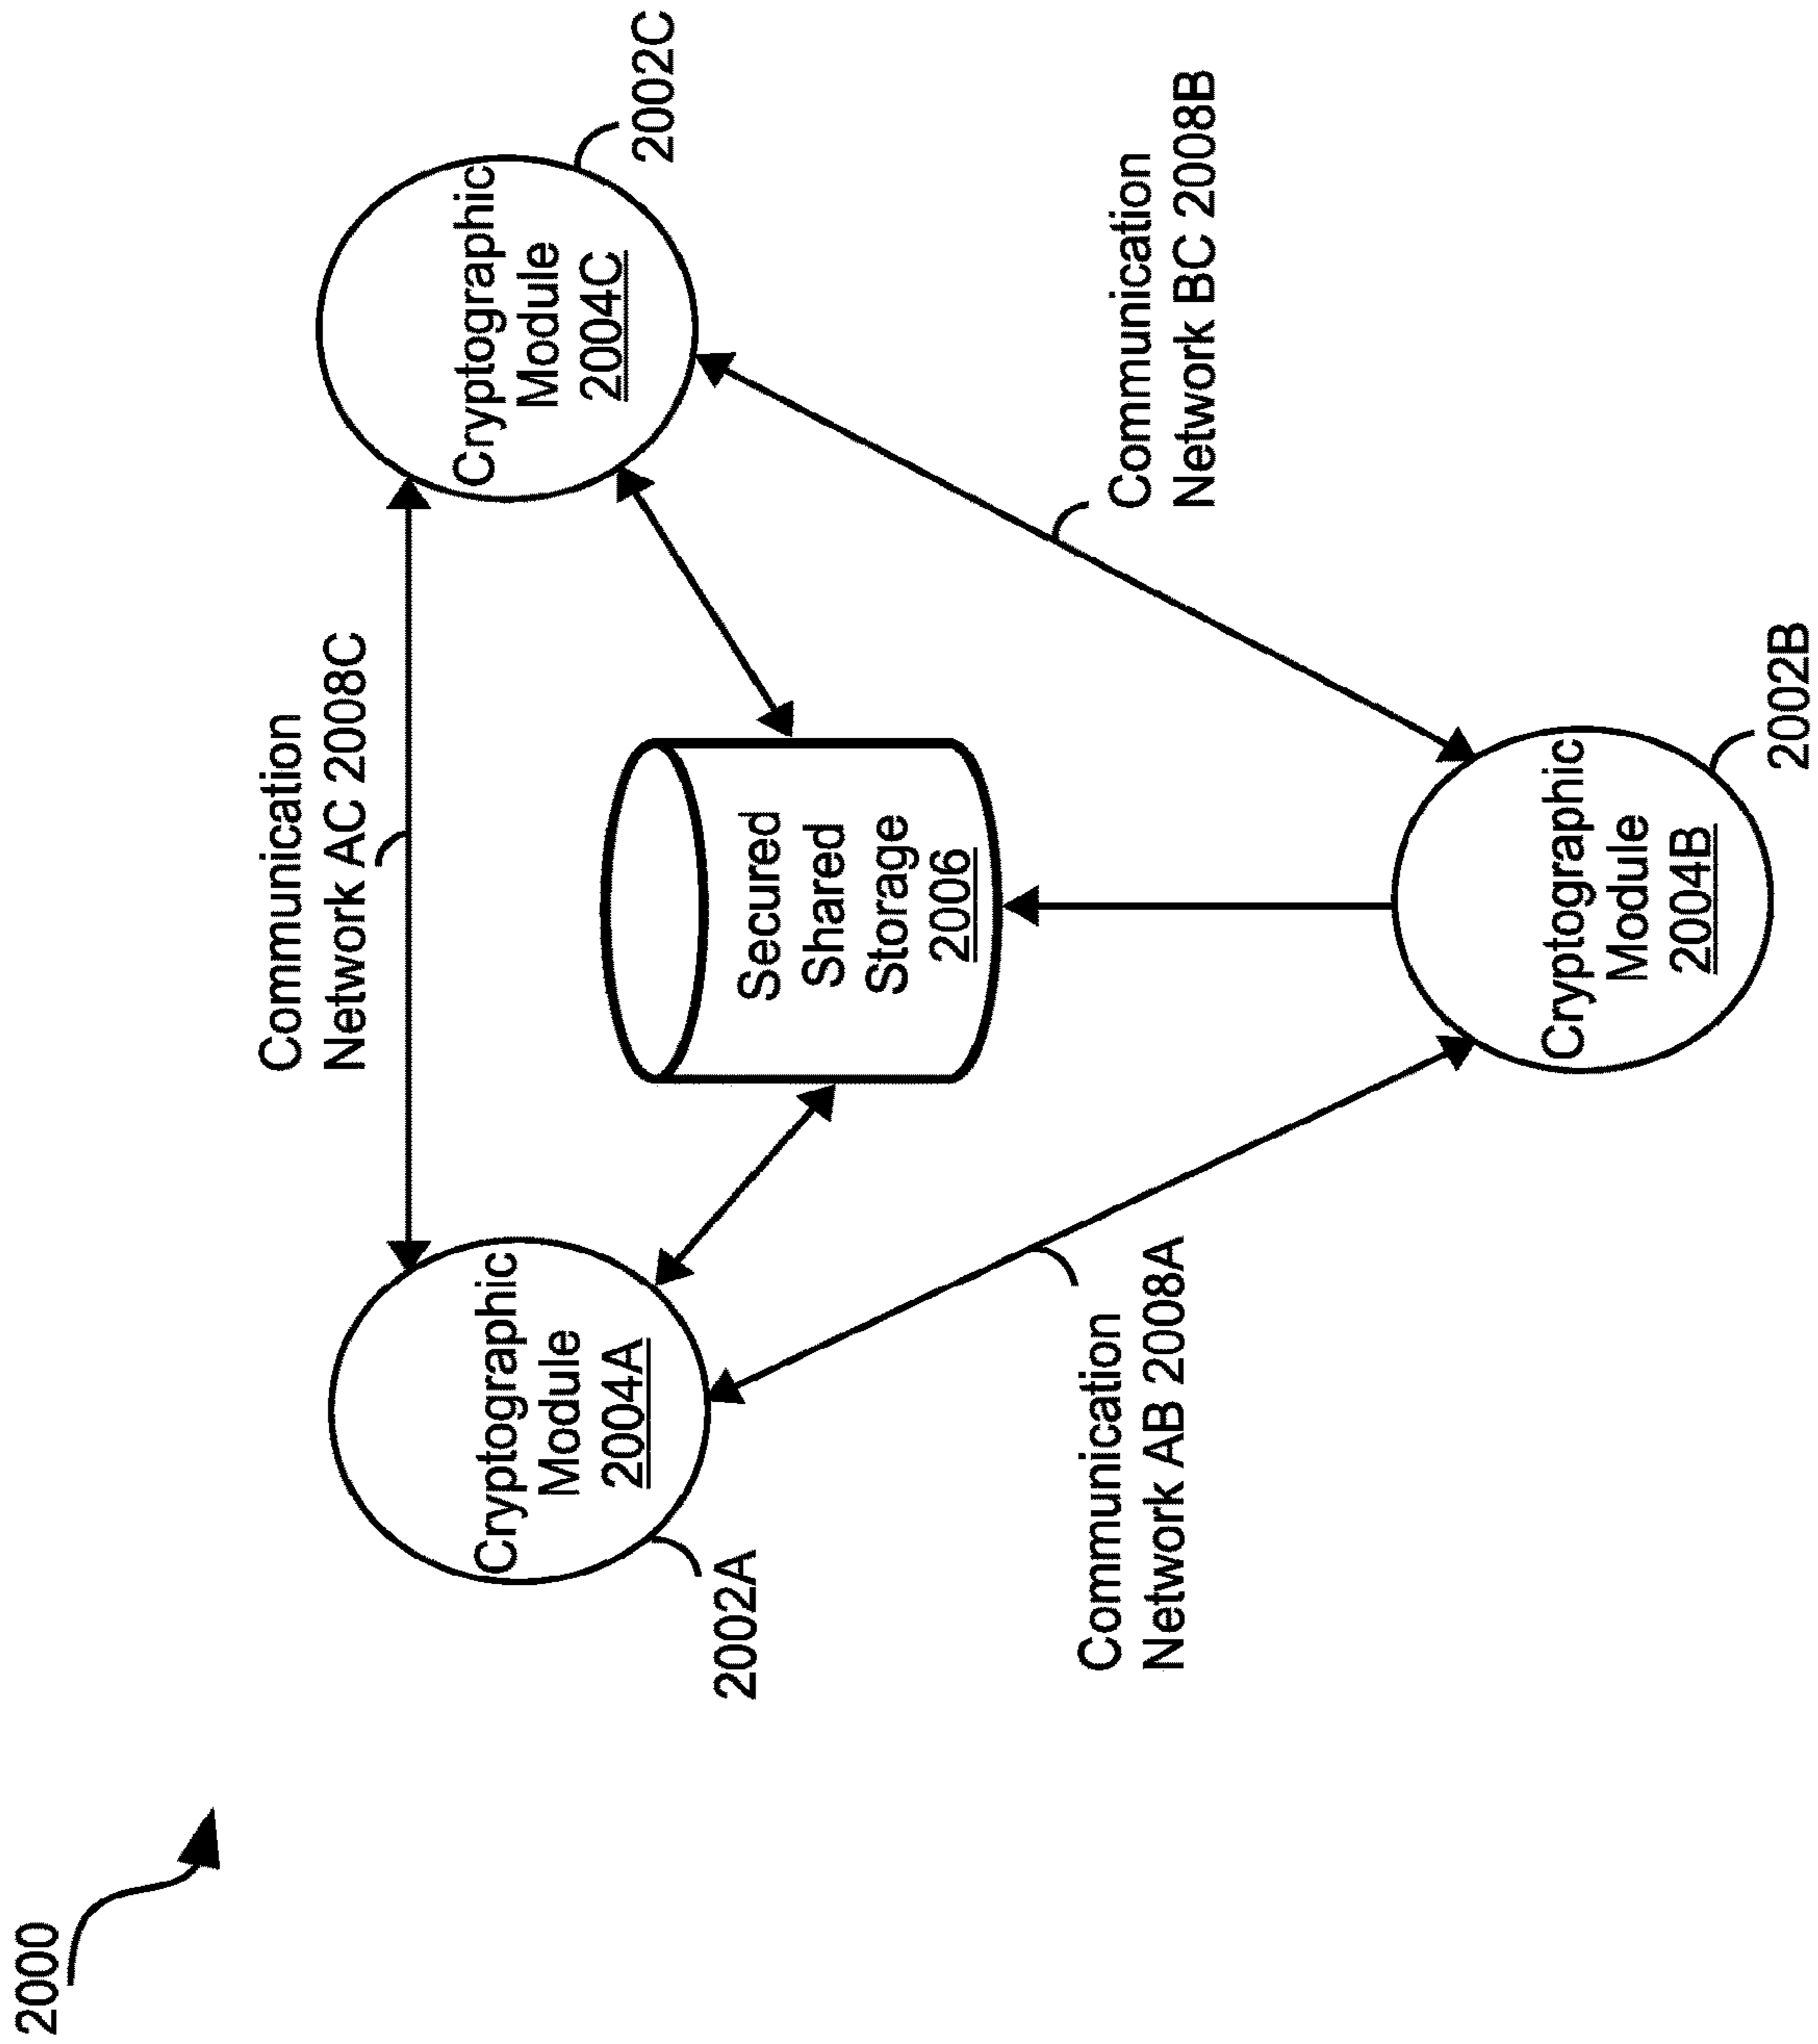 2000
Communication
Network AC 2008C
Cryptographic
Module
2004A
2002A
Cryptographic
Module
2004C
2002C
Secured
Shared
Storage
2006
Communication
Network AB 2008A
Communication
Network BC 2008B
Cryptographic
Module
2004B
2002B